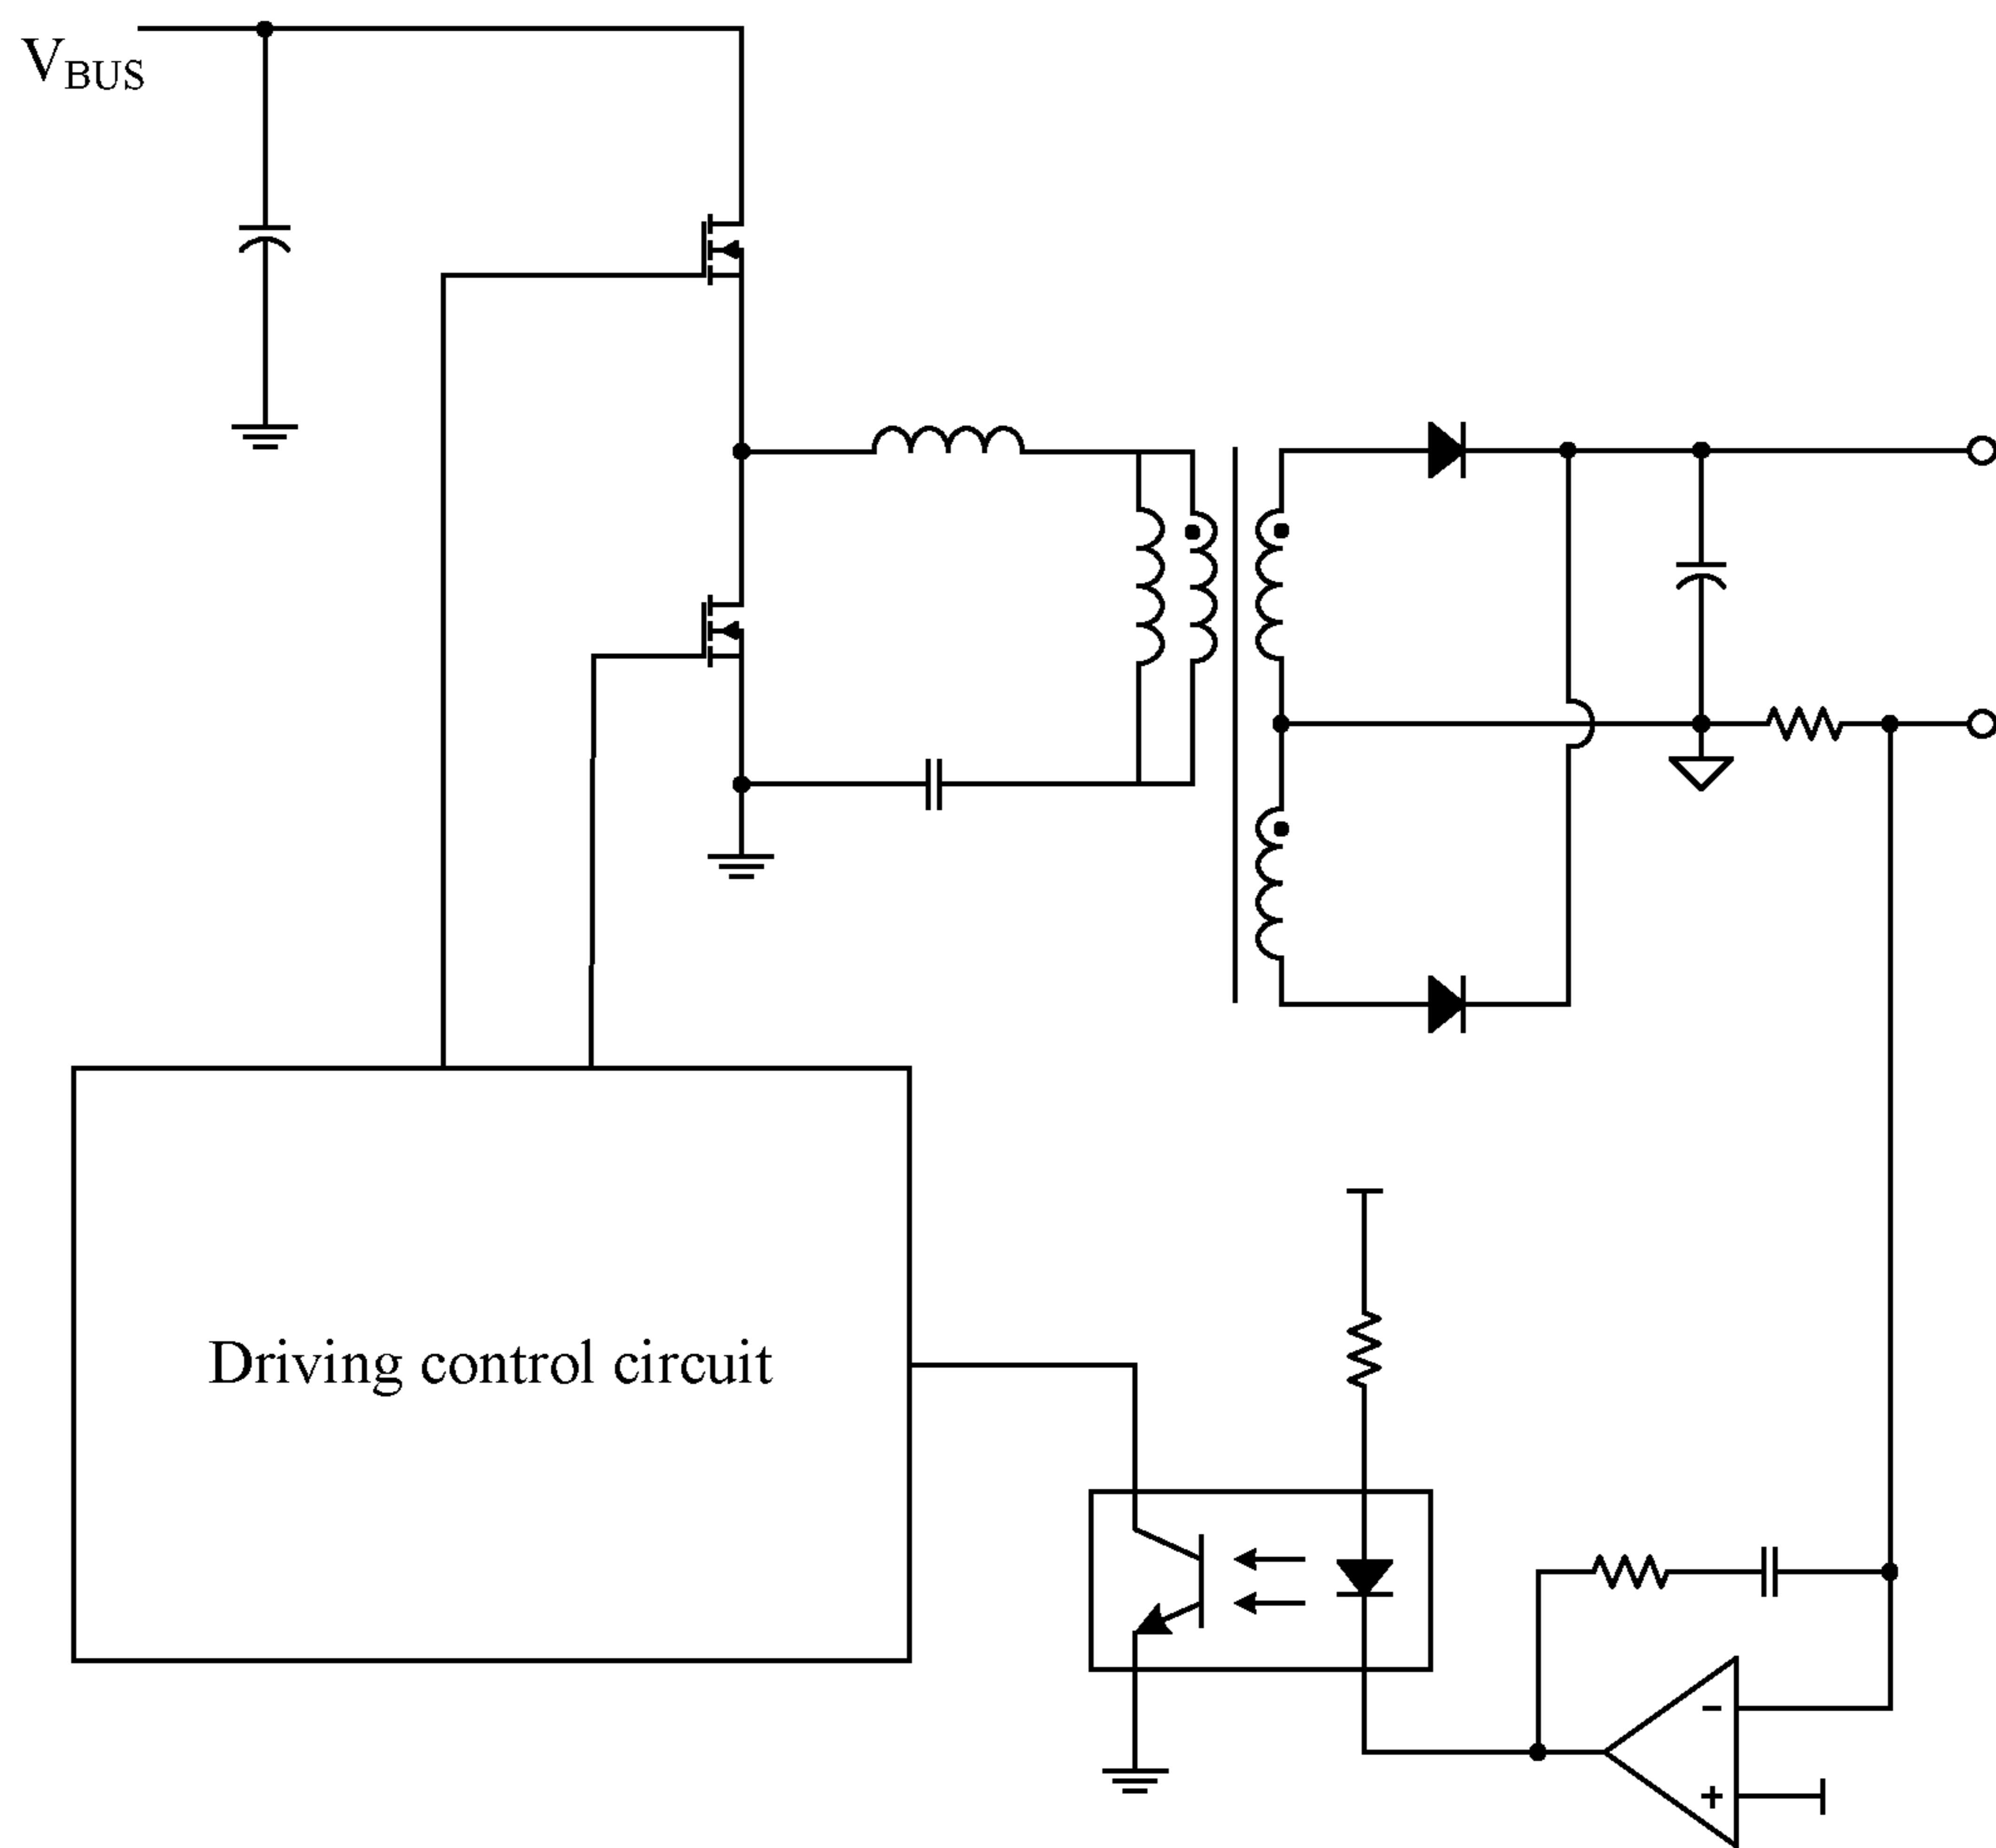 VBUS
Driving control circuit
-
+